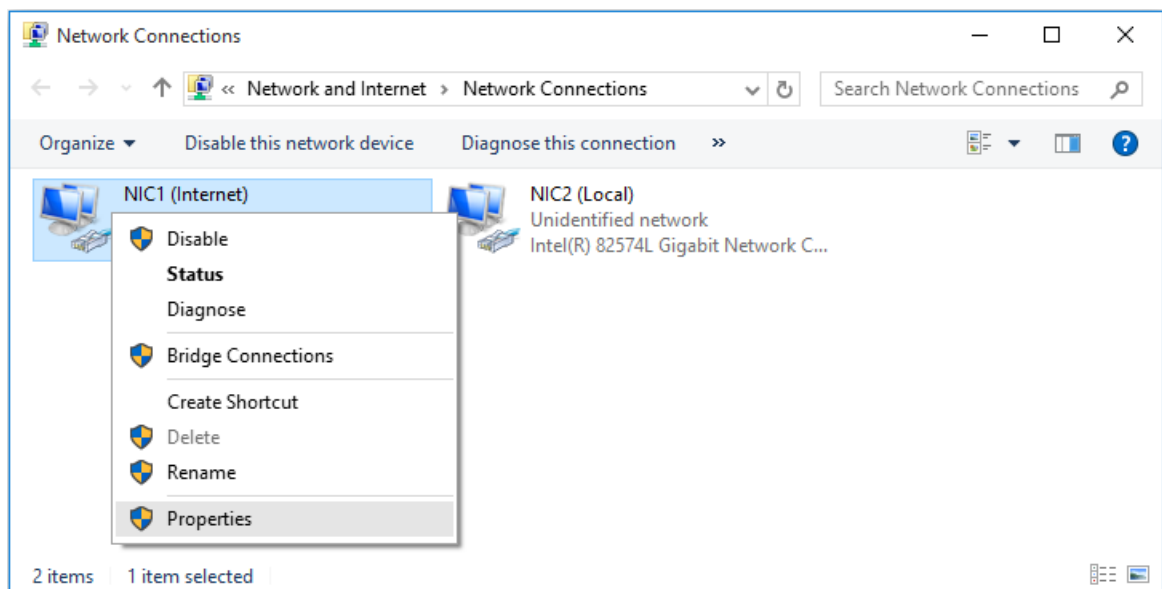 Network Connections
« Network and Internet › Network Connections
Search Network Connections
Organize
Disable this network device
Diagnose this connection
»
?
NIC1 (Internet)
NIC2 (Local)
Unidentified network
Intel(R) 82574L Gigabit Network C...
Disable
Status
Diagnose
Bridge Connections
Create Shortcut
Delete
Rename
Properties
2 items
1 item selected